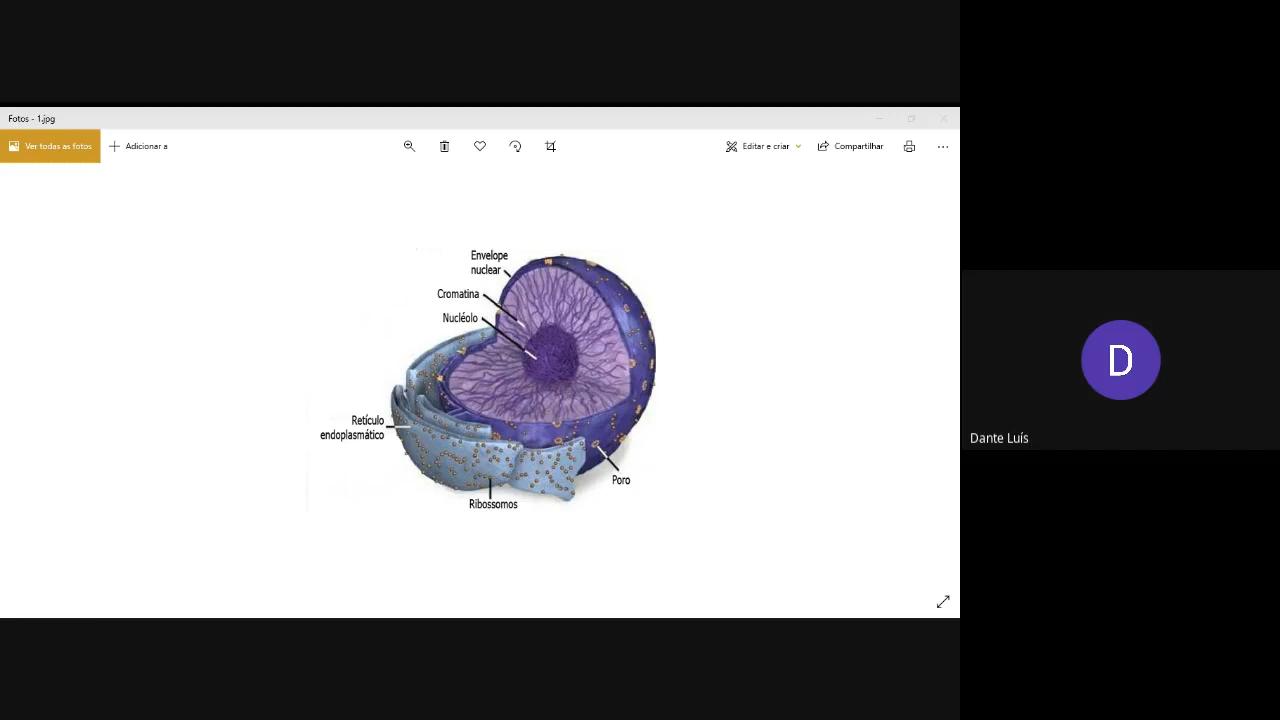 Fotos - 1.jpg
Ver todas as fotos
Adicionar a
Editar e criar
Compartilhar
Envelope
nuclear
Cromatina
Nucléolo
Retículo
endoplasmático
Poro
Ribossomos
D
Dante Luís